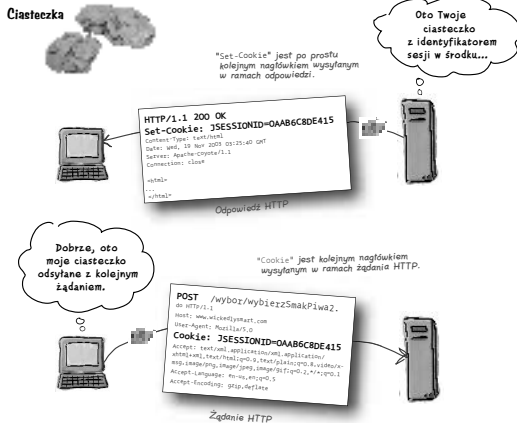 Ciasteczka
Oto Twoje
ciasteczko
z identyfikatorem
sesji w środku...
"Set-Cookie" jest po prostu
kolejnym nagłówkiem wysyłanym
w ramach odpowiedzi.
HTTP/1.1 200 OK
Set-Cookie: JSESSIONID=0AAB6C8DE415
Content-Type: text/html
Date: Wed, 19 Nov 2003 03:25:40 GMT
Server: Apache-Coyote/1.1
Connection: close
<html>
...
</html>
Odpowiedź HTTP
Dobrze, oto
moje ciasteczko
odsyłane z kolejnym
żądaniem.
"Cookie" jest kolejnym nagłówkiem
wysyłanym w ramach żądania HTTP.
POST /wybor/wybierzSmakPiwa2.
do HTTP/1.1
Host: www.wickedlysmart.com
User-Agent: Mozilla/5.0
Cookie: JSESSIONID=0AAB6C8DE415
Accept: text/xml,application/xml,application/
xhtml+xml,text/html;q=0.9,text/plain;q=0.8,video/x-
mng,image/png,image/jpeg,image/gif;q=0.2,*/*;q=0.1
Accept-Language: en-us,en;q=0.5
Accept-Encoding: gzip,deflate
Żądanie HTTP